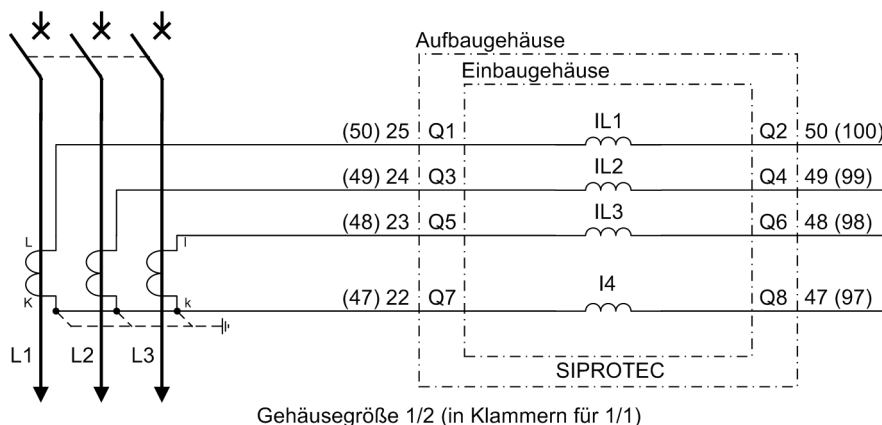 Aufbaugehäuse
Einbaugehäuse
(50) 25 Q1 IL1 Q2 50 (100)
(49) 24 Q3 IL2 Q4 49 (99)
(48) 23 Q5 IL3 Q6 48 (98)
L l
K k
(47) 22 Q7 I4 Q8 47 (97)
L1 L2 L3
SIPROTEC
Gehäusegröße 1/2 (in Klammern für 1/1)